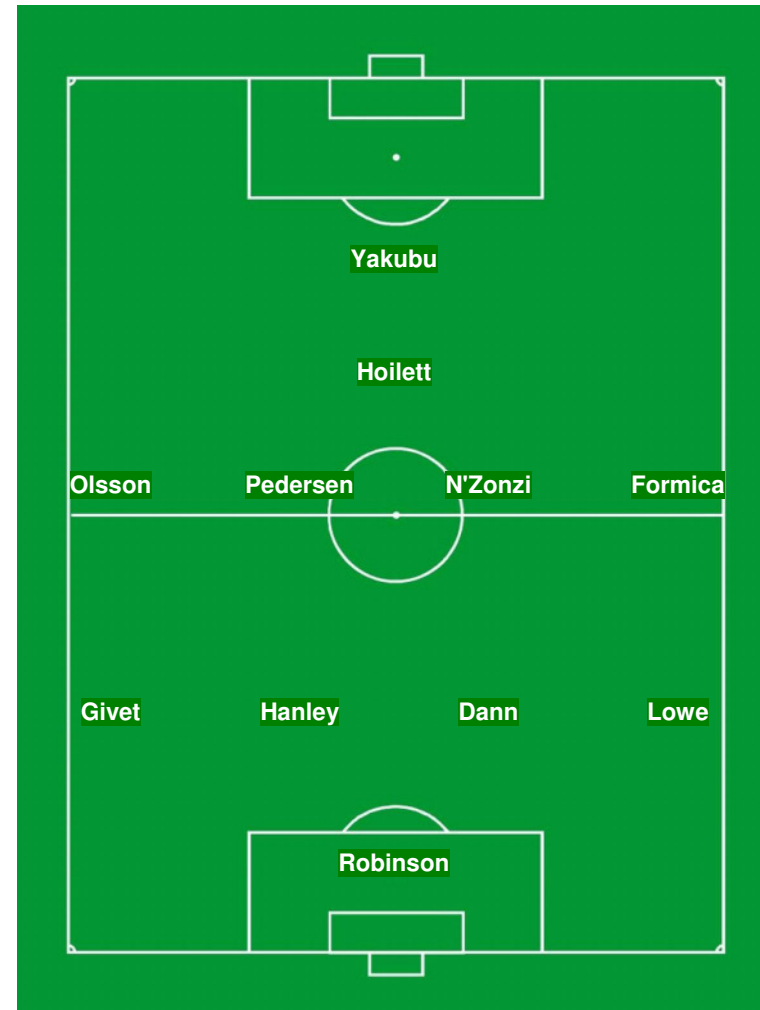 Yakubu
Hoilett
Olsson Pedersen N'Zonzi Formica
Givet Hanley Dann Lowe
Robinson